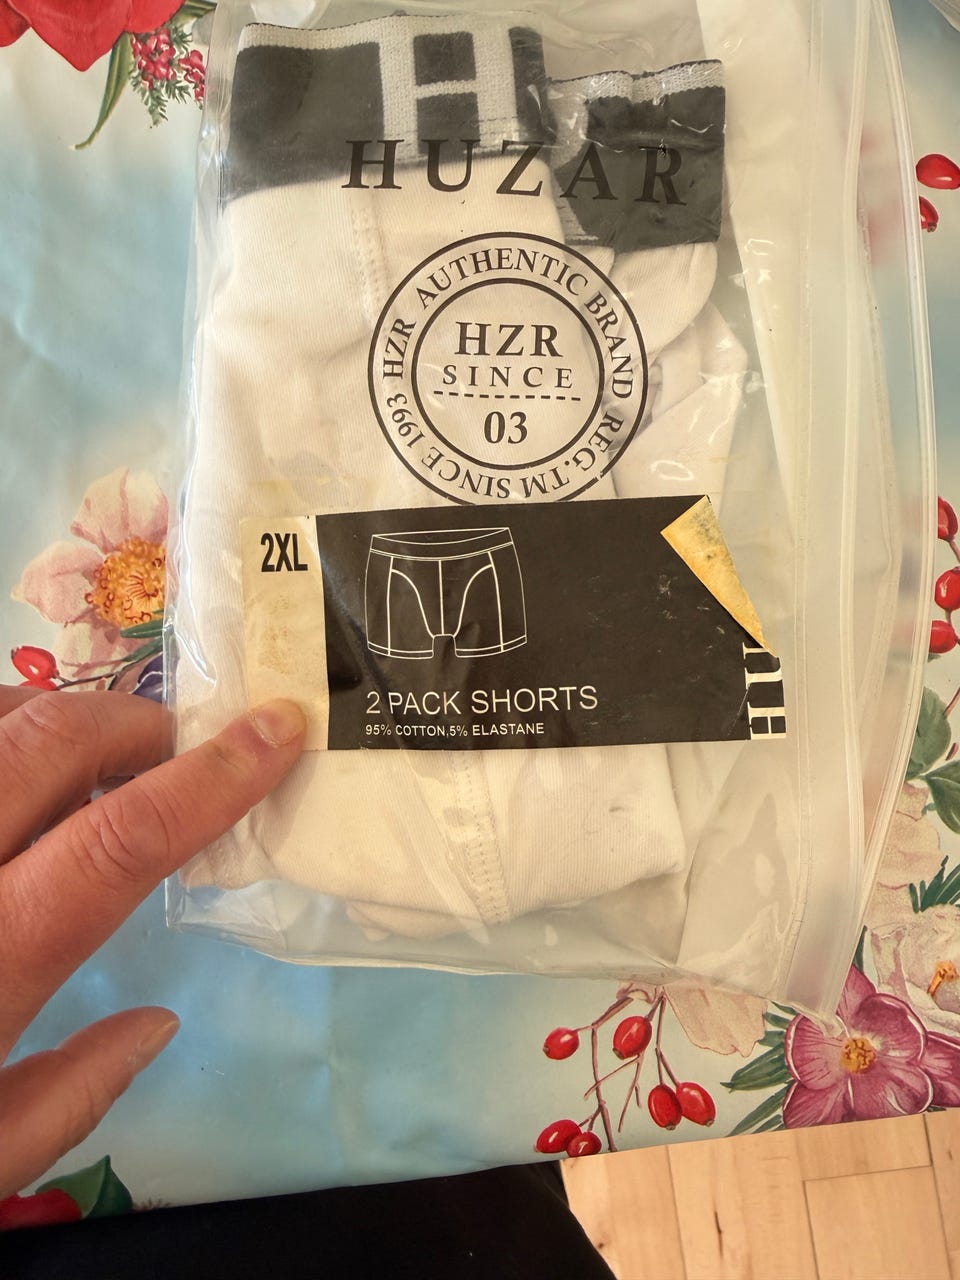 H
HUZAR
HZR AUTHENTIC BRAND REG.TM SINCE 1993
HZR
SINCE
03
2XL
2 PACK SHORTS
95% COTTON,5% ELASTANE